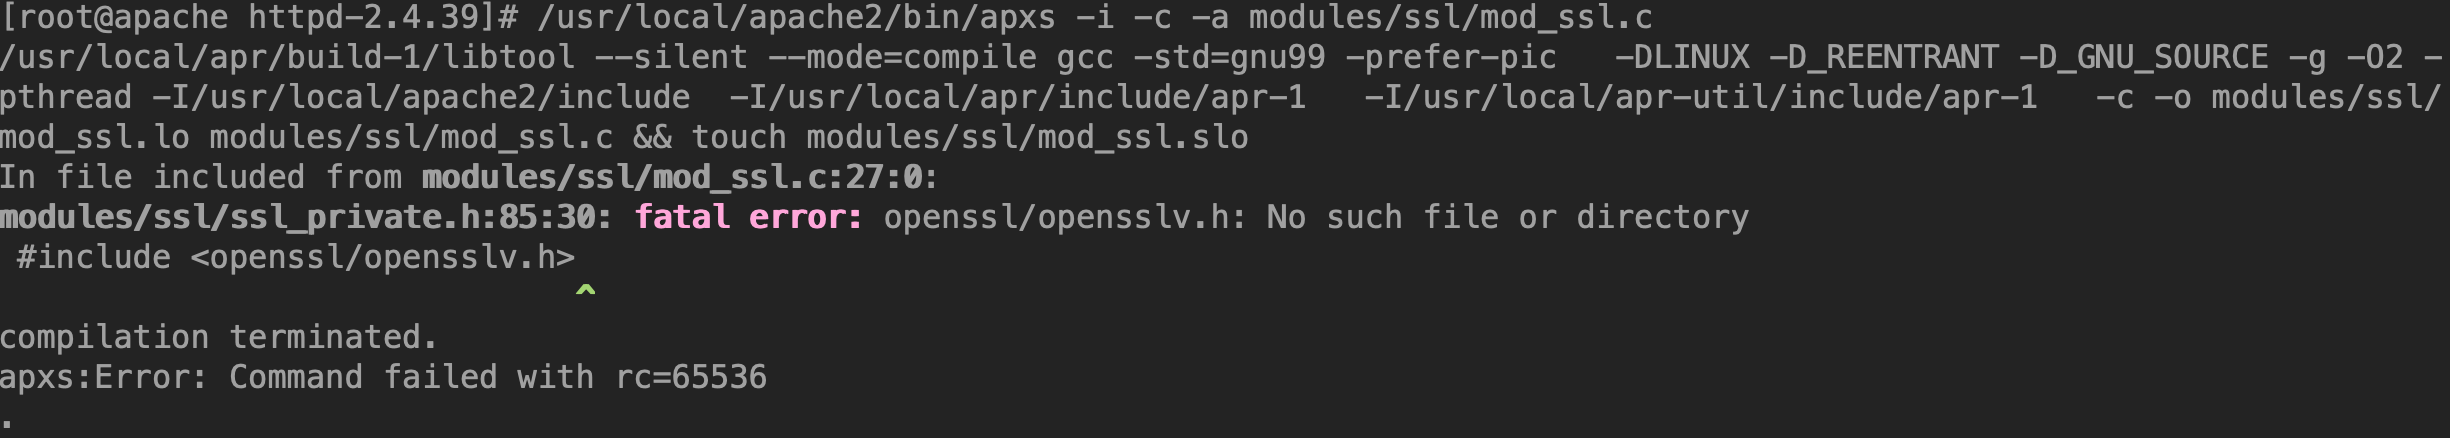 [root@apache httpd-2.4.39]# /usr/local/apache2/bin/apxs -i -c -a modules/ssl/mod_ssl.c
/usr/local/apr/build-1/libtool --silent --mode=compile gcc -std=gnu99 -prefer-pic   -DLINUX -D_REENTRANT -D_GNU_SOURCE -g -O2 -
pthread -I/usr/local/apache2/include  -I/usr/local/apr/include/apr-1   -I/usr/local/apr-util/include/apr-1   -c -o modules/ssl/
mod_ssl.lo modules/ssl/mod_ssl.c && touch modules/ssl/mod_ssl.slo
In file included from modules/ssl/mod_ssl.c:27:0:
modules/ssl/ssl_private.h:85:30: fatal error: openssl/opensslv.h: No such file or directory
 #include <openssl/opensslv.h>
                              ^
compilation terminated.
apxs:Error: Command failed with rc=65536
.